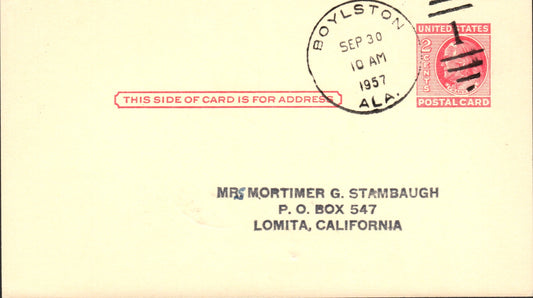 BOYLSTON
SEP 30
10 AM
1957
ALA.
1
UNITED STATES
2 CENTS
POSTAL CARD
THIS SIDE OF CARD IS FOR ADDRESS
MORTIMER G. STAMBAUGH
P. O. BOX 547
LOMITA, CALIFORNIA